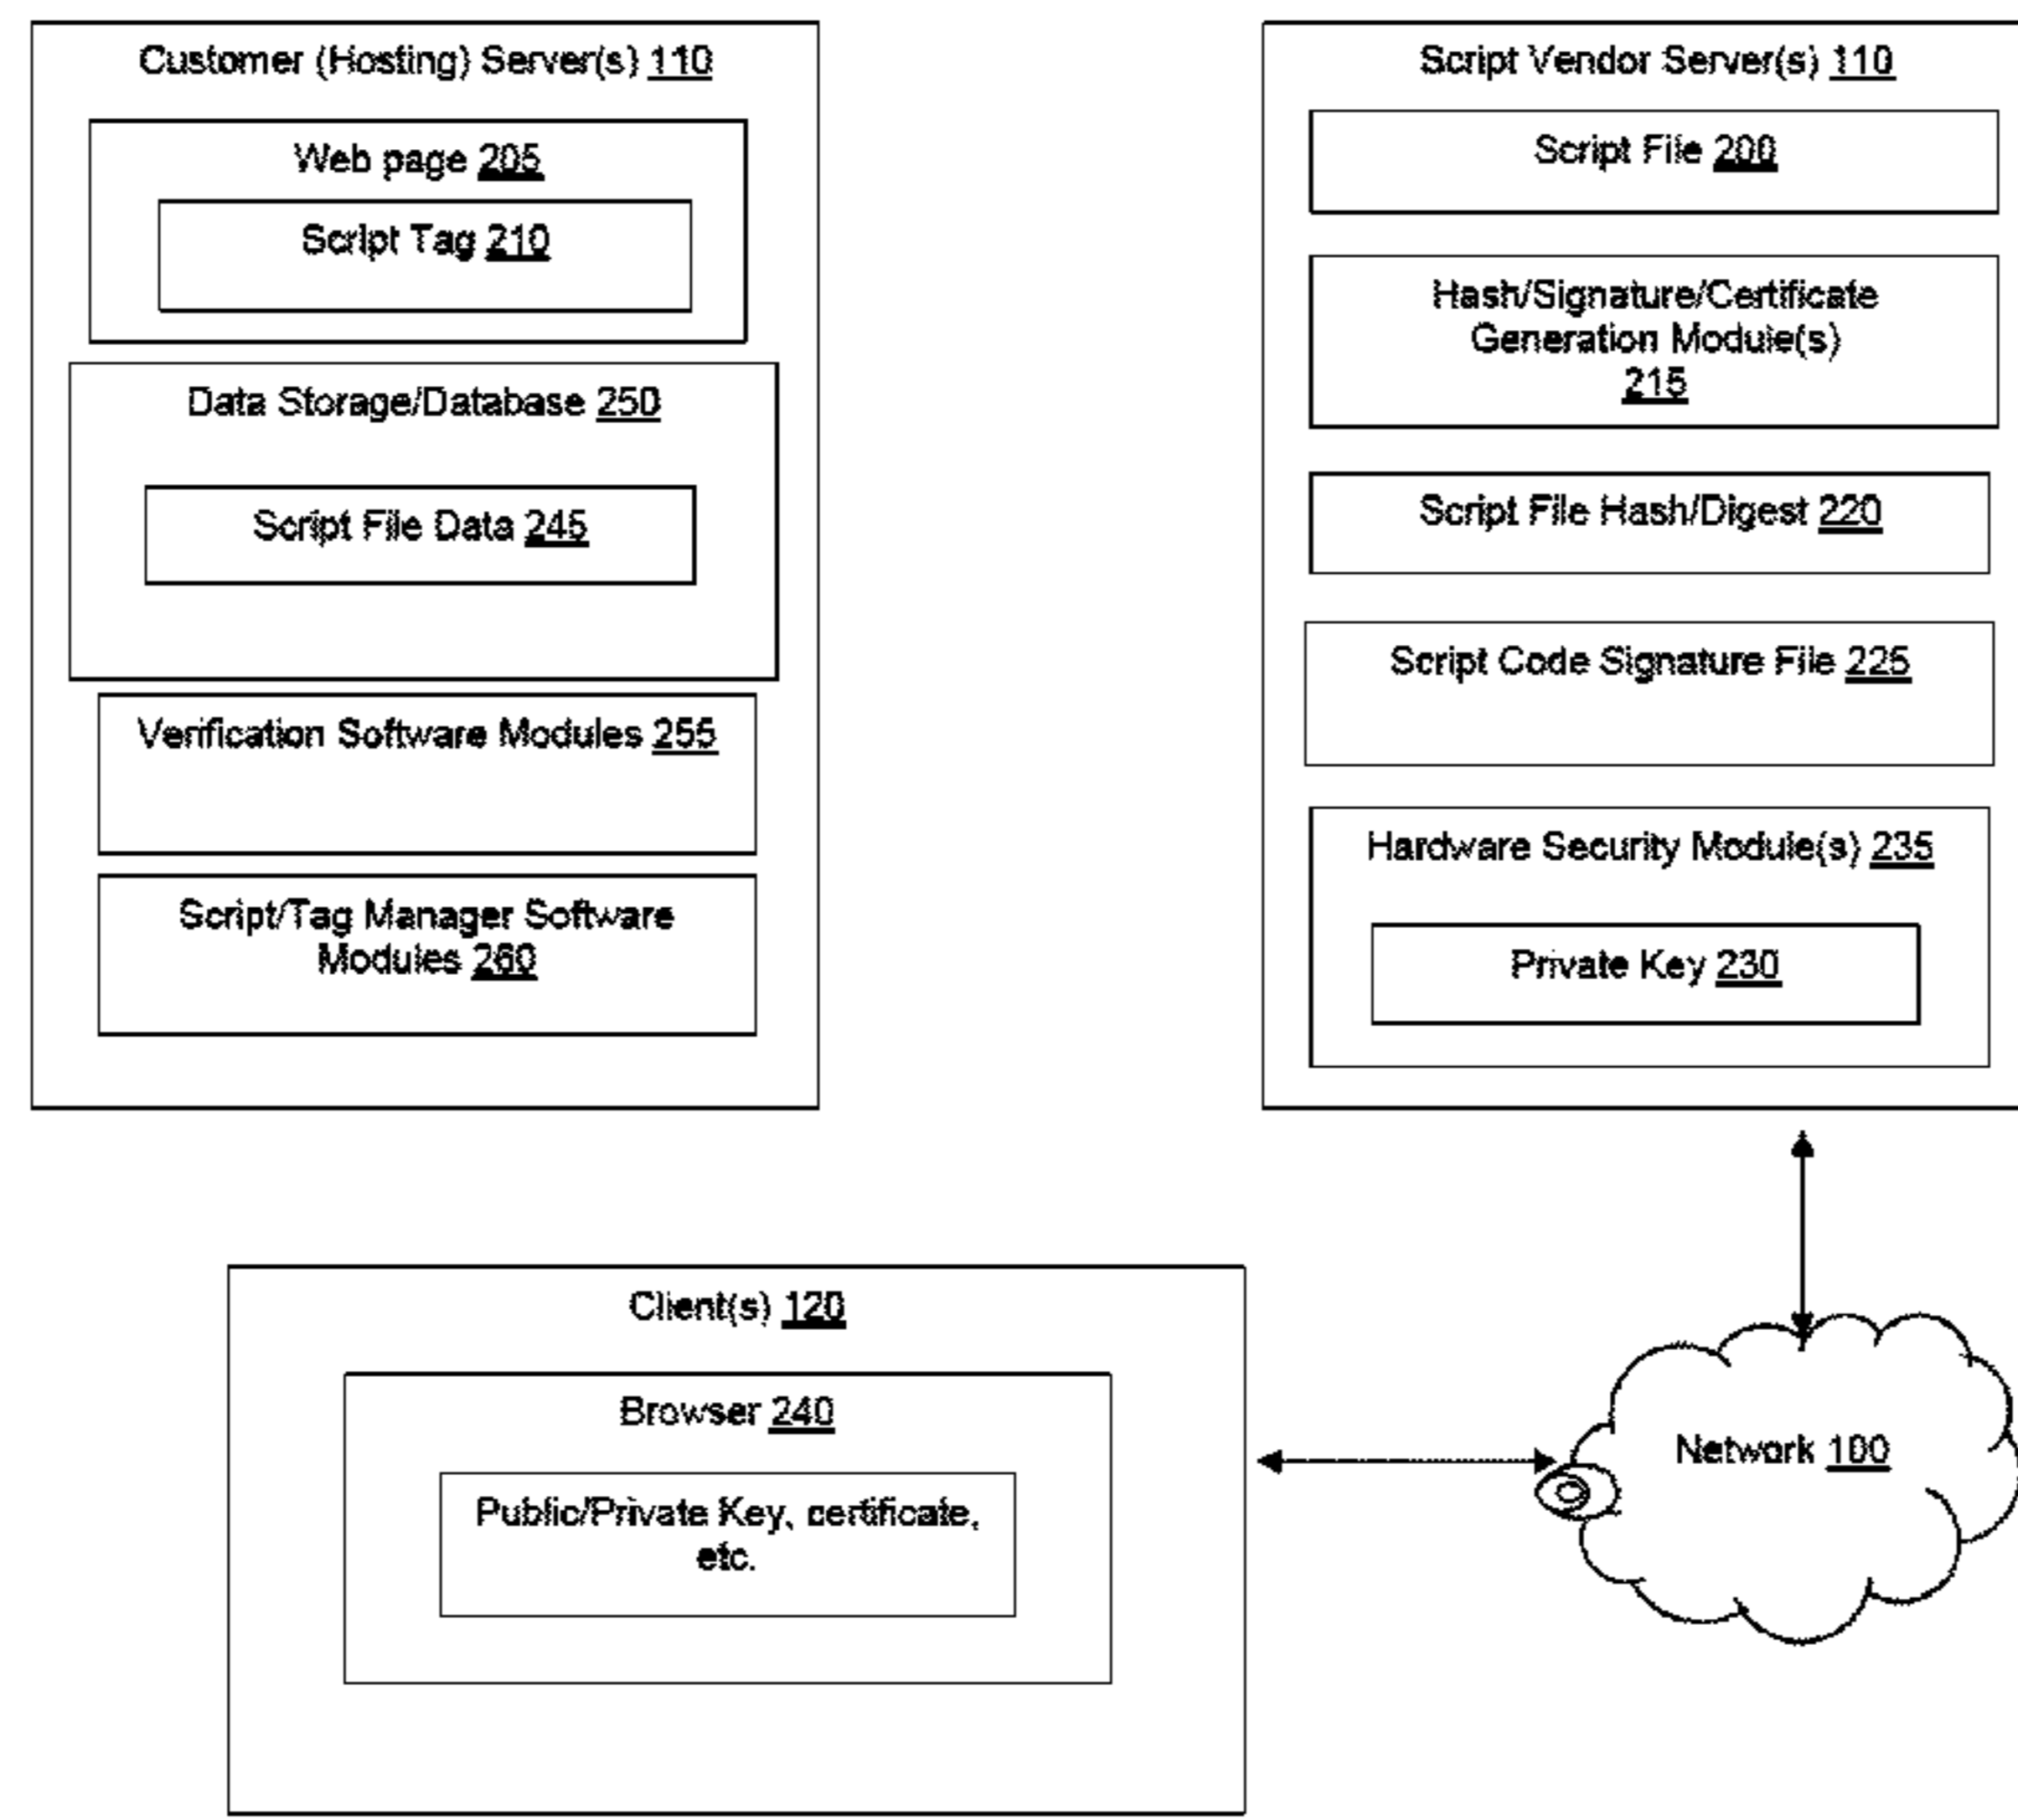 Customer (Hosting) Server(s) 110
Web page 205
Script Tag 210
Data Storage/Database 250
Script File Data 245
Verification Software Modules 255
Script/Tag Manager Software
Modules 260
Script Vendor Server(s) 110
Script File 200
Hash/Signature/Certificate
Generation Module(s)
215
Script File Hash/Digest 220
Script Code Signature File 225
Hardware Security Module(s) 235
Private Key 230
Client(s) 120
Browser 240
Public/Private Key, certificate,
etc.
Network 100